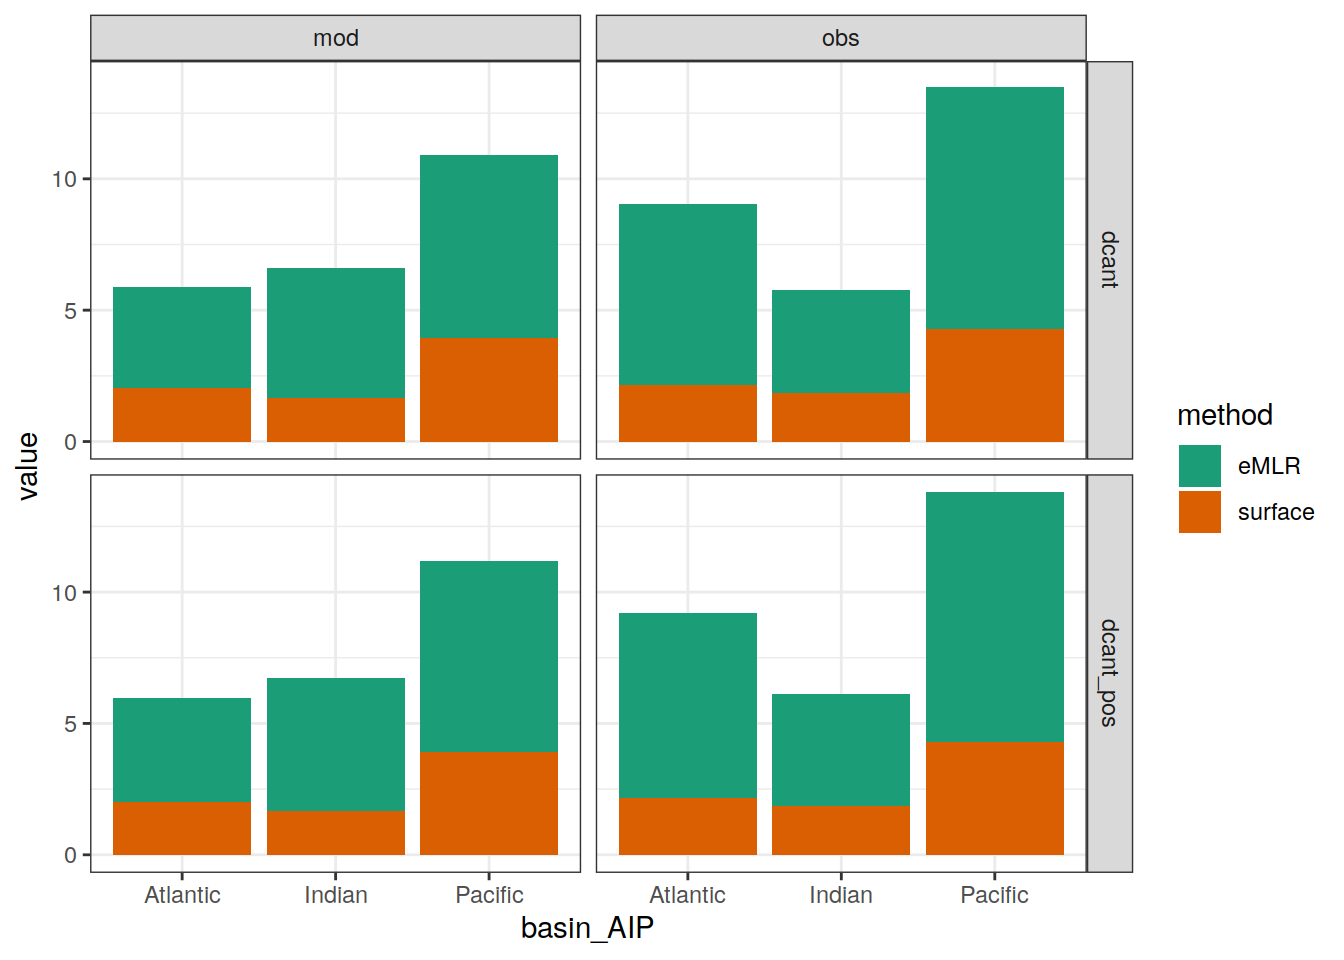 mod
obs
10
5
0
dcant
10
5
0
dcant_pos
value
Atlantic
Indian
Pacific
Atlantic
Indian
Pacific
basin_AIP
method
eMLR
surface